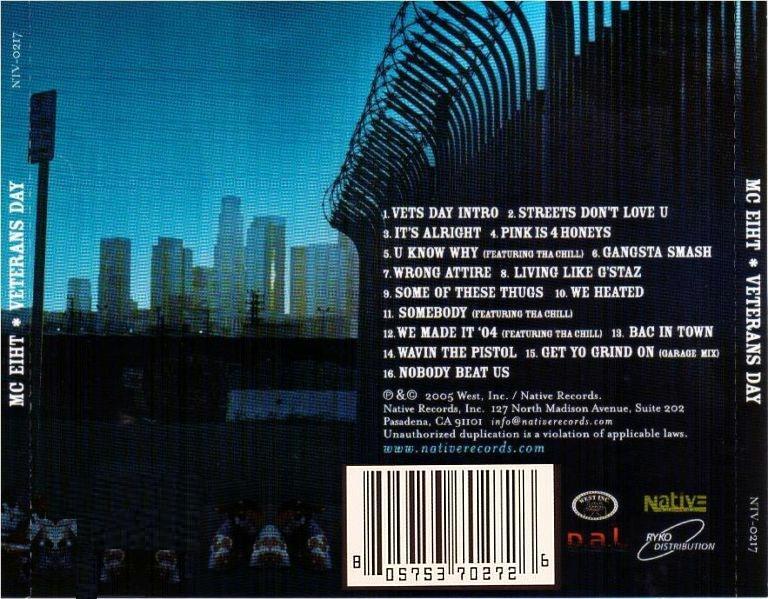 NTV-0217
MC EIHT * VETERANS DAY
1. VETS DAY INTRO 2. STREETS DON'T LOVE U
3. IT'S ALRIGHT 4. PINK IS 4 HONEYS
5. U KNOW WHY (FEATURING THA CHILL) 6. GANGSTA SMASH
7. WRONG ATTIRE 8. LIVING LIKE G'STAZ
9. SOME OF THESE THUGS 10. WE HEATED
11. SOMEBODY (FEATURING THA CHILL)
12. WE MADE IT '04 (FEATURING THA CHILL) 13. BAC IN TOWN
14. WAVIN THE PISTOL 15. GET YO GRIND ON (GARAGE MIX)
16. NOBODY BEAT US
℗ & © 2005 West, Inc. / Native Records.
Native Records, Inc. 127 North Madison Avenue, Suite 202
Pasadena, CA 91101 info@nativerecords.com
Unauthorized duplication is a violation of applicable laws.
www.nativerecords.com
8 05753 70272 6
WEST INC
NATIVE
p.a.l.
RYKO
DISTRIBUTION
MC EIHT * VETERANS DAY
NTV-0217